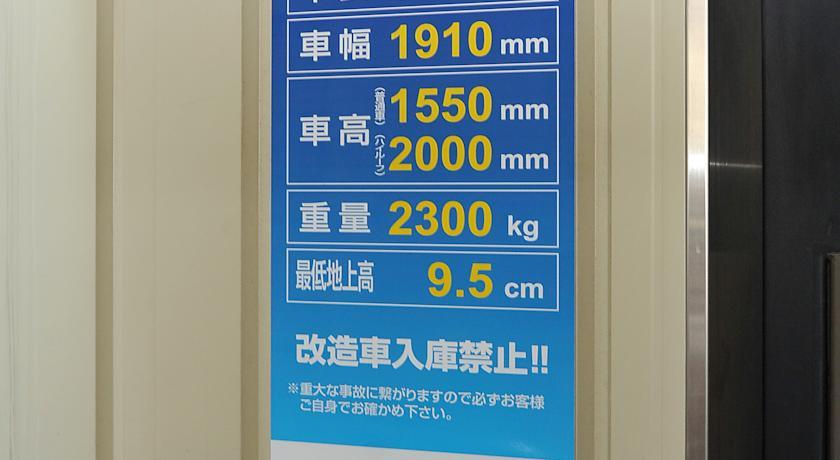 車幅 1910 mm
車高 (普通車) 1550 mm
(ハイルーフ) 2000 mm
重量 2300 kg
最低地上高 9.5 cm
改造車入庫禁止!!
※重大な事故に繋がりますので必ずお客様
ご自身でお確かめ下さい。